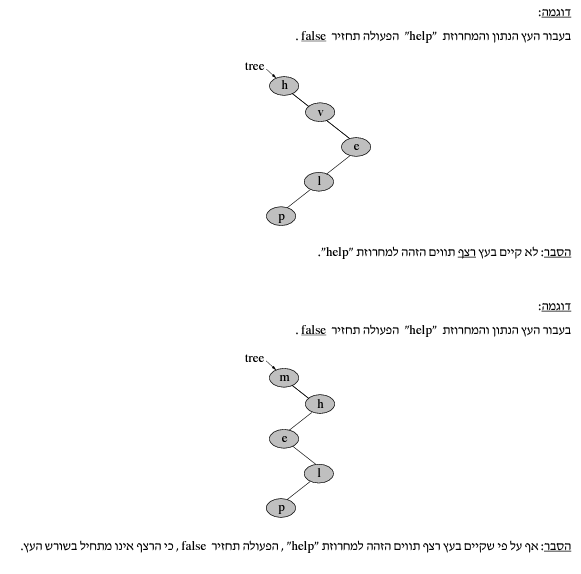 דוגמה:
בעבור העץ הנתון והמחרוזת "help" הפעולה תחזיר false .
tree
h
v
e
l
p
הסבר: לא קיים בעץ רצף תווים הזהה למחרוזת "help".
דוגמה:
בעבור העץ הנתון והמחרוזת "help" הפעולה תחזיר false .
tree
m
h
e
l
p
הסבר: אף על פי שקיים בעץ רצף תווים הזהה למחרוזת "help" , הפעולה תחזיר false , כי הרצף אינו מתחיל בשורש העץ.